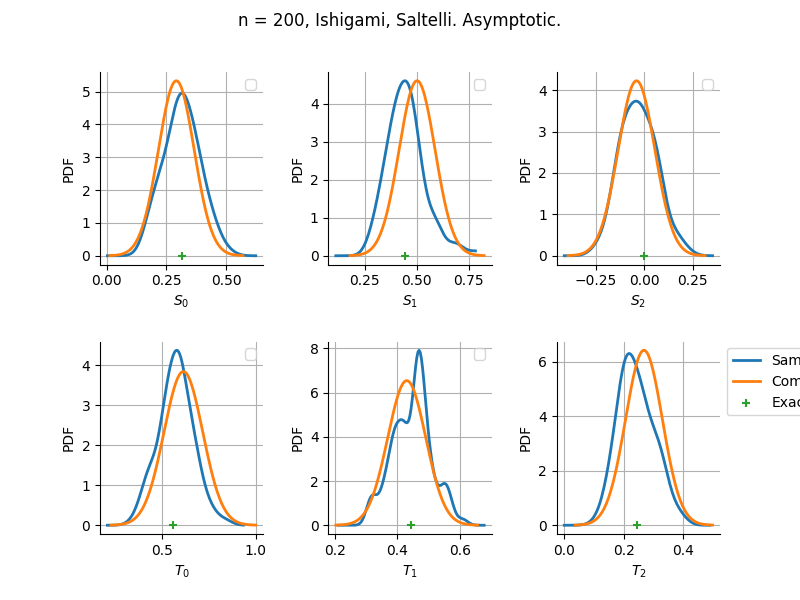 n = 200, Ishigami, Saltelli. Asymptotic.
PDF
5
4
3
2
1
0
0.00 0.25 0.50
S0
PDF
4
3
2
1
0
0.25 0.50 0.75
S1
PDF
4
3
2
1
0
−0.25 0.00 0.25
S2
PDF
4
3
2
1
0
0.5 1.0
T0
PDF
8
6
4
2
0
0.2 0.4 0.6
T1
PDF
6
4
2
0
0.0 0.2 0.4
T2
Sam
Com
Exac